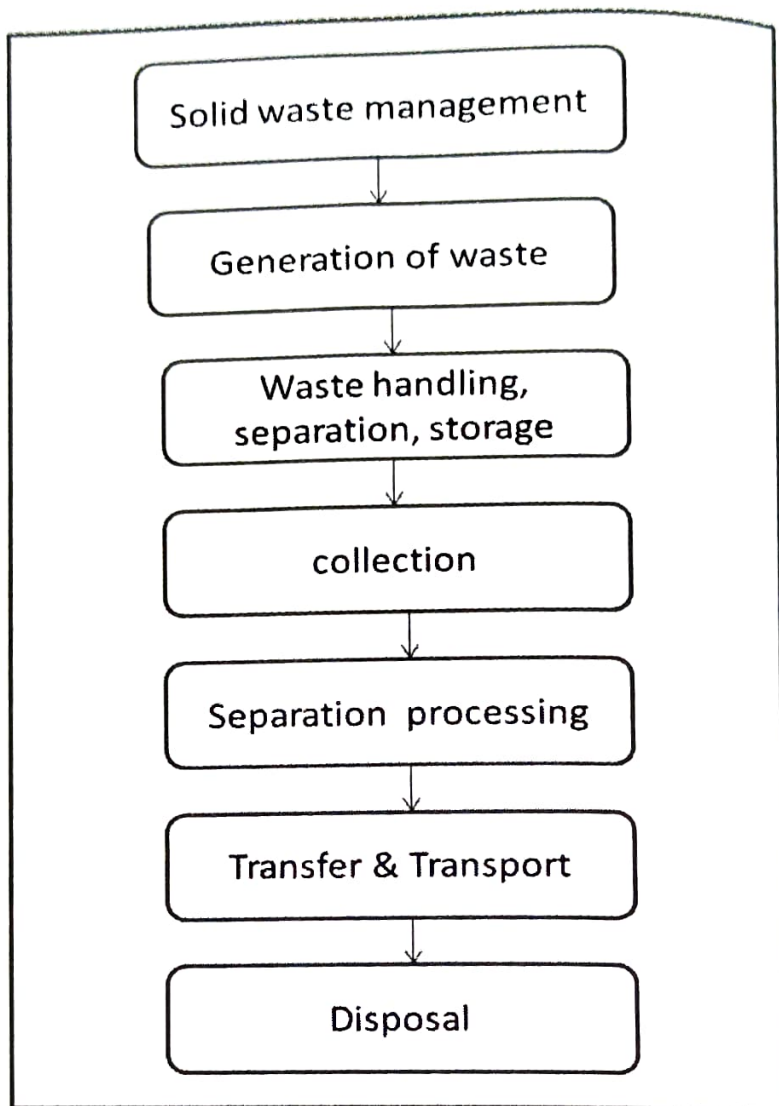 Solid waste management
Generation of waste
Waste handling,
separation, storage
collection
Separation processing
Transfer & Transport
Disposal